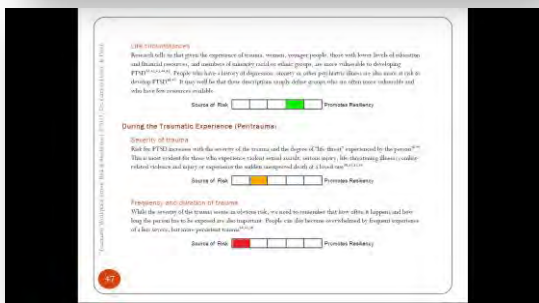 Life circumstances
Research tells us that given the experience of trauma, women, younger people, those with lower levels of education
and financial resources, and members of minority racial or ethnic groups, are more vulnerable to developing
PTSD. People who have a history of depression, anxiety or other psychiatric illness are also more at risk to
develop PTSD. It may well be that these descriptors simply define groups who are often more vulnerable and
who have few resources available.
Source of Risk Promotes Resiliency
During the Traumatic Experience (Peritrauma)
Severity of trauma
Risk for PTSD increases with the severity of the trauma and the degree of "life threat" experienced by the person
This is most evident for those who experience violent sexual assault, serious injury, life threatening illness, combat
related violence and injury or experience the sudden unexpected death of a loved one
Source of Risk Promotes Resiliency
Frequency and duration of trauma
While the severity of the trauma seems an obvious risk, we need to remember that how often it happens and how
long the person has to be exposed are also important. People can also become overwhelmed by frequent experience
of a less severe, but more persistent trauma
Source of Risk Promotes Resiliency
47